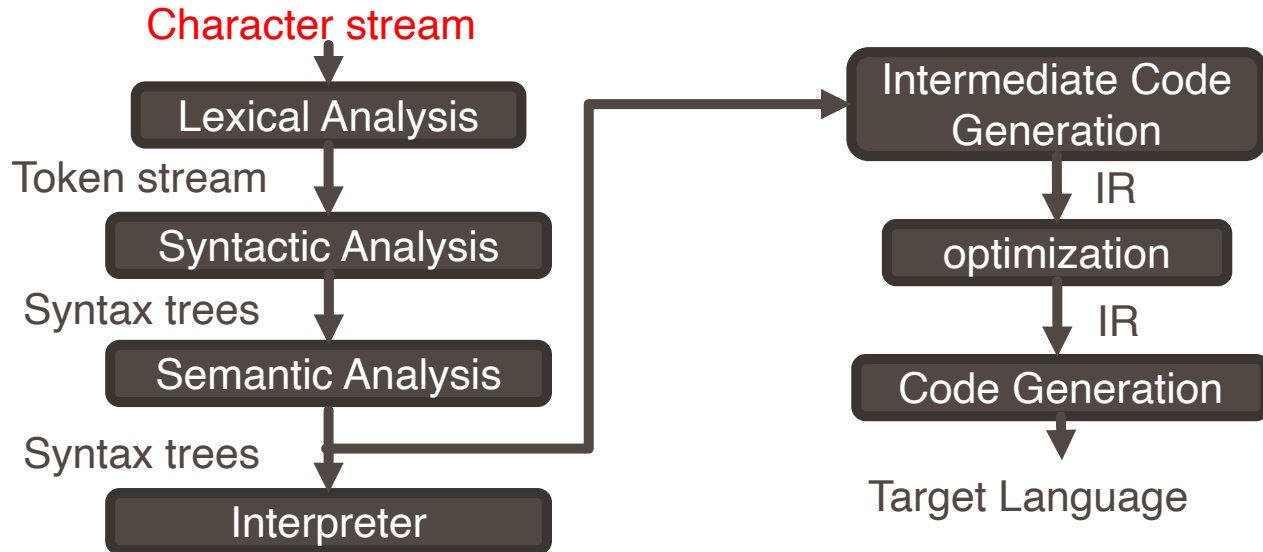 Character stream
Lexical Analysis
Token stream
Syntactic Analysis
Syntax trees
Semantic Analysis
Syntax trees
Interpreter
Intermediate Code
Generation
IR
optimization
IR
Code Generation
Target Language